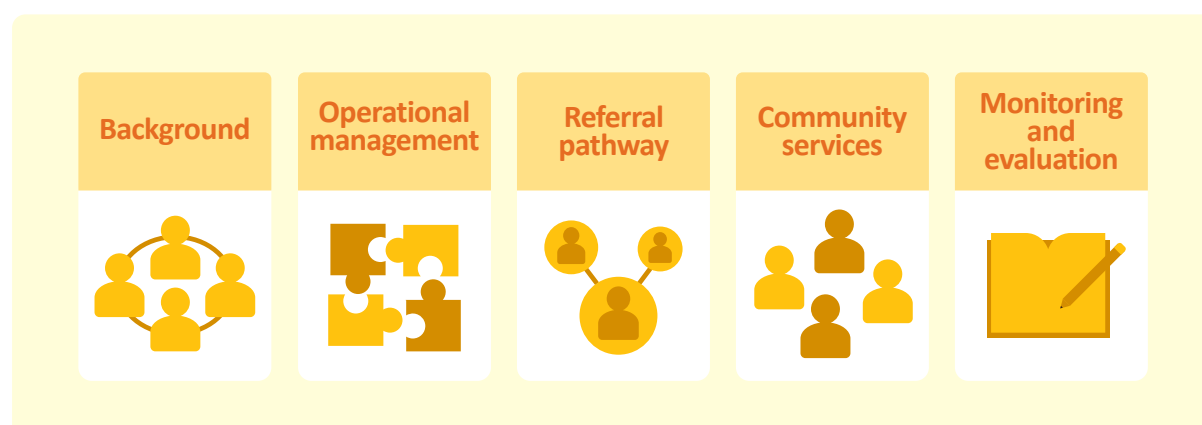 Background
Operational
management
Referral
pathway
Community
services
Monitoring
and
evaluation